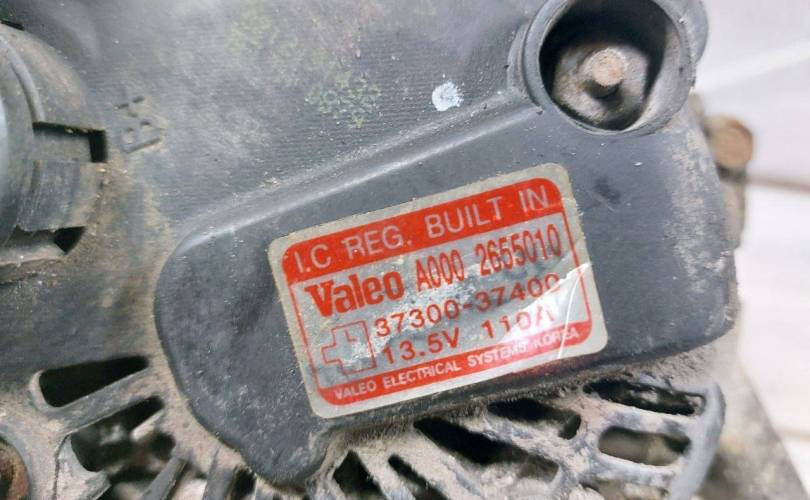 B+
I.C REG. BUILT IN
Valeo A000 2655010
37300-37400
13.5V 110A
VALEO ELECTRICAL SYSTEMS KOREA